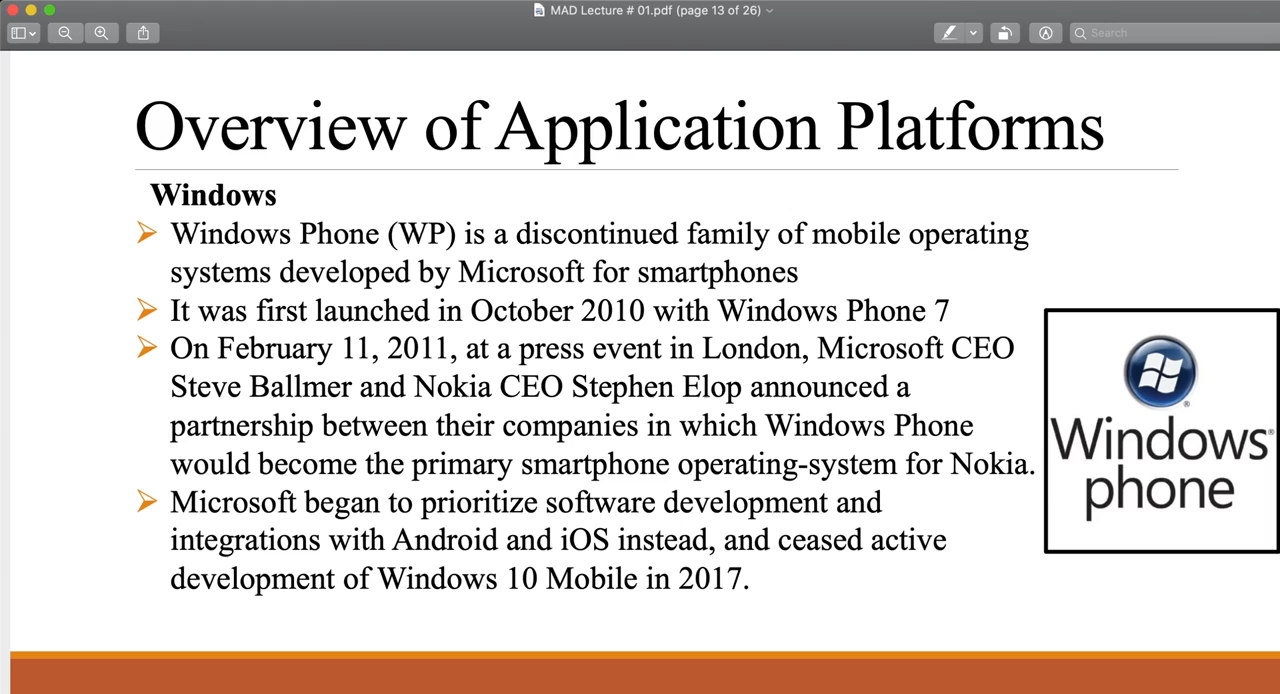 MAD Lecture # 01.pdf (page 13 of 26)
Search
Overview of Application Platforms
Windows
Windows Phone (WP) is a discontinued family of mobile operating
systems developed by Microsoft for smartphones
It was first launched in October 2010 with Windows Phone 7
On February 11, 2011, at a press event in London, Microsoft CEO
Steve Ballmer and Nokia CEO Stephen Elop announced a
partnership between their companies in which Windows Phone
would become the primary smartphone operating-system for Nokia.
Microsoft began to prioritize software development and
integrations with Android and iOS instead, and ceased active
development of Windows 10 Mobile in 2017.
Windows®
phone